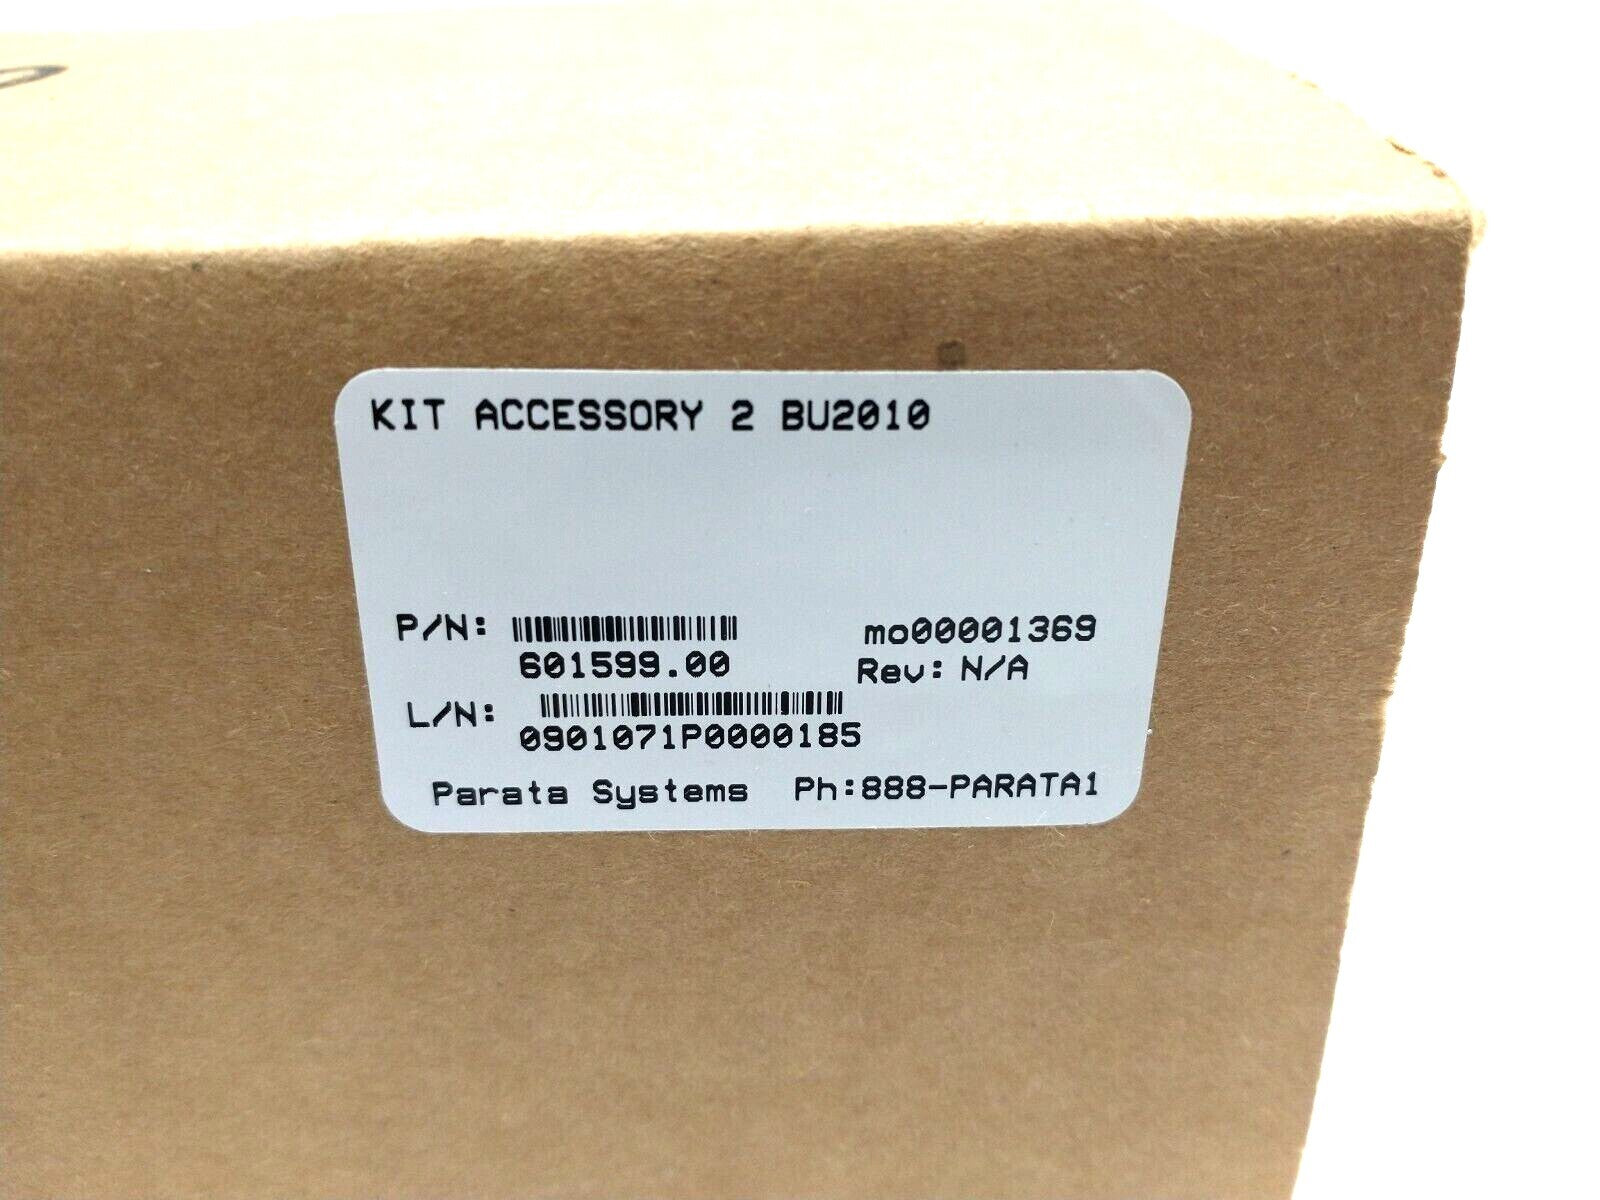 KIT ACCESSORY 2 BU2010
P/N: mo00001369
601599.00 Rev: N/A
L/N:
0901071P0000185
Parata Systems Ph:888-PARATA1